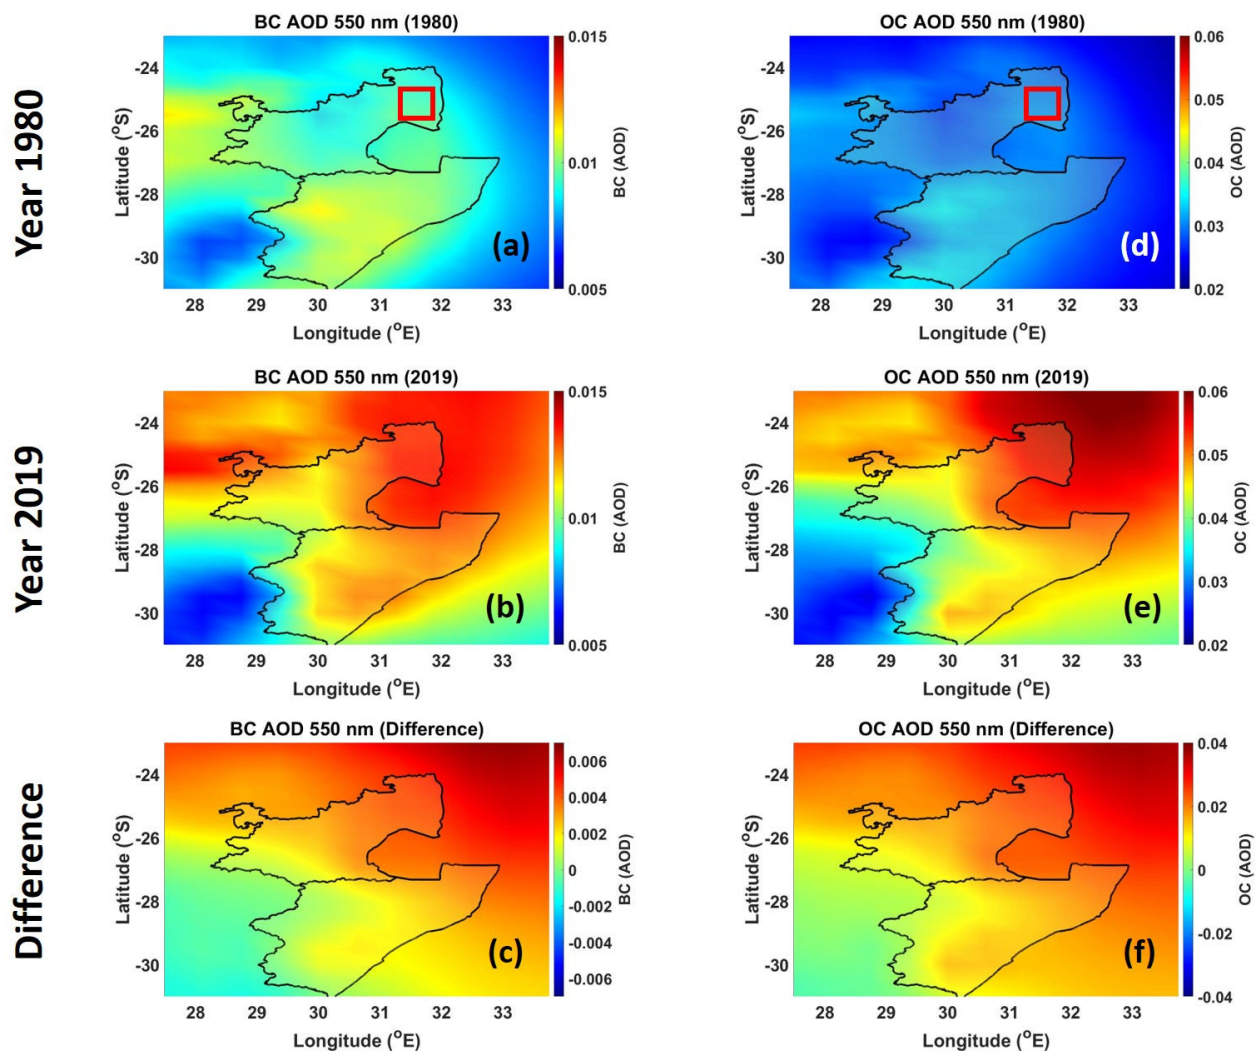 Year 1980
BC AOD 550 nm (1980)
-24
-26
-28
-30
Latitude (°S)
28 29 30 31 32 33
Longitude (°E)
(a)
0.015
0.01
0.005
BC (AOD)
OC AOD 550 nm (1980)
-24
-26
-28
-30
Latitude (°S)
28 29 30 31 32 33
Longitude (°E)
(d)
0.06
0.05
0.04
0.03
0.02
OC (AOD)
Year 2019
BC AOD 550 nm (2019)
-24
-26
-28
-30
Latitude (°S)
28 29 30 31 32 33
Longitude (°E)
(b)
0.015
0.01
0.005
BC (AOD)
OC AOD 550 nm (2019)
-24
-26
-28
-30
Latitude (°S)
28 29 30 31 32 33
Longitude (°E)
(e)
0.06
0.05
0.04
0.03
0.02
OC (AOD)
Difference
BC AOD 550 nm (Difference)
-24
-26
-28
-30
Latitude (°S)
28 29 30 31 32 33
Longitude (°E)
(c)
0.006
0.004
0.002
0
-0.002
-0.004
-0.006
BC (AOD)
OC AOD 550 nm (Difference)
-24
-26
-28
-30
Latitude (°S)
28 29 30 31 32 33
Longitude (°E)
(f)
0.04
0.02
0
-0.02
-0.04
OC (AOD)